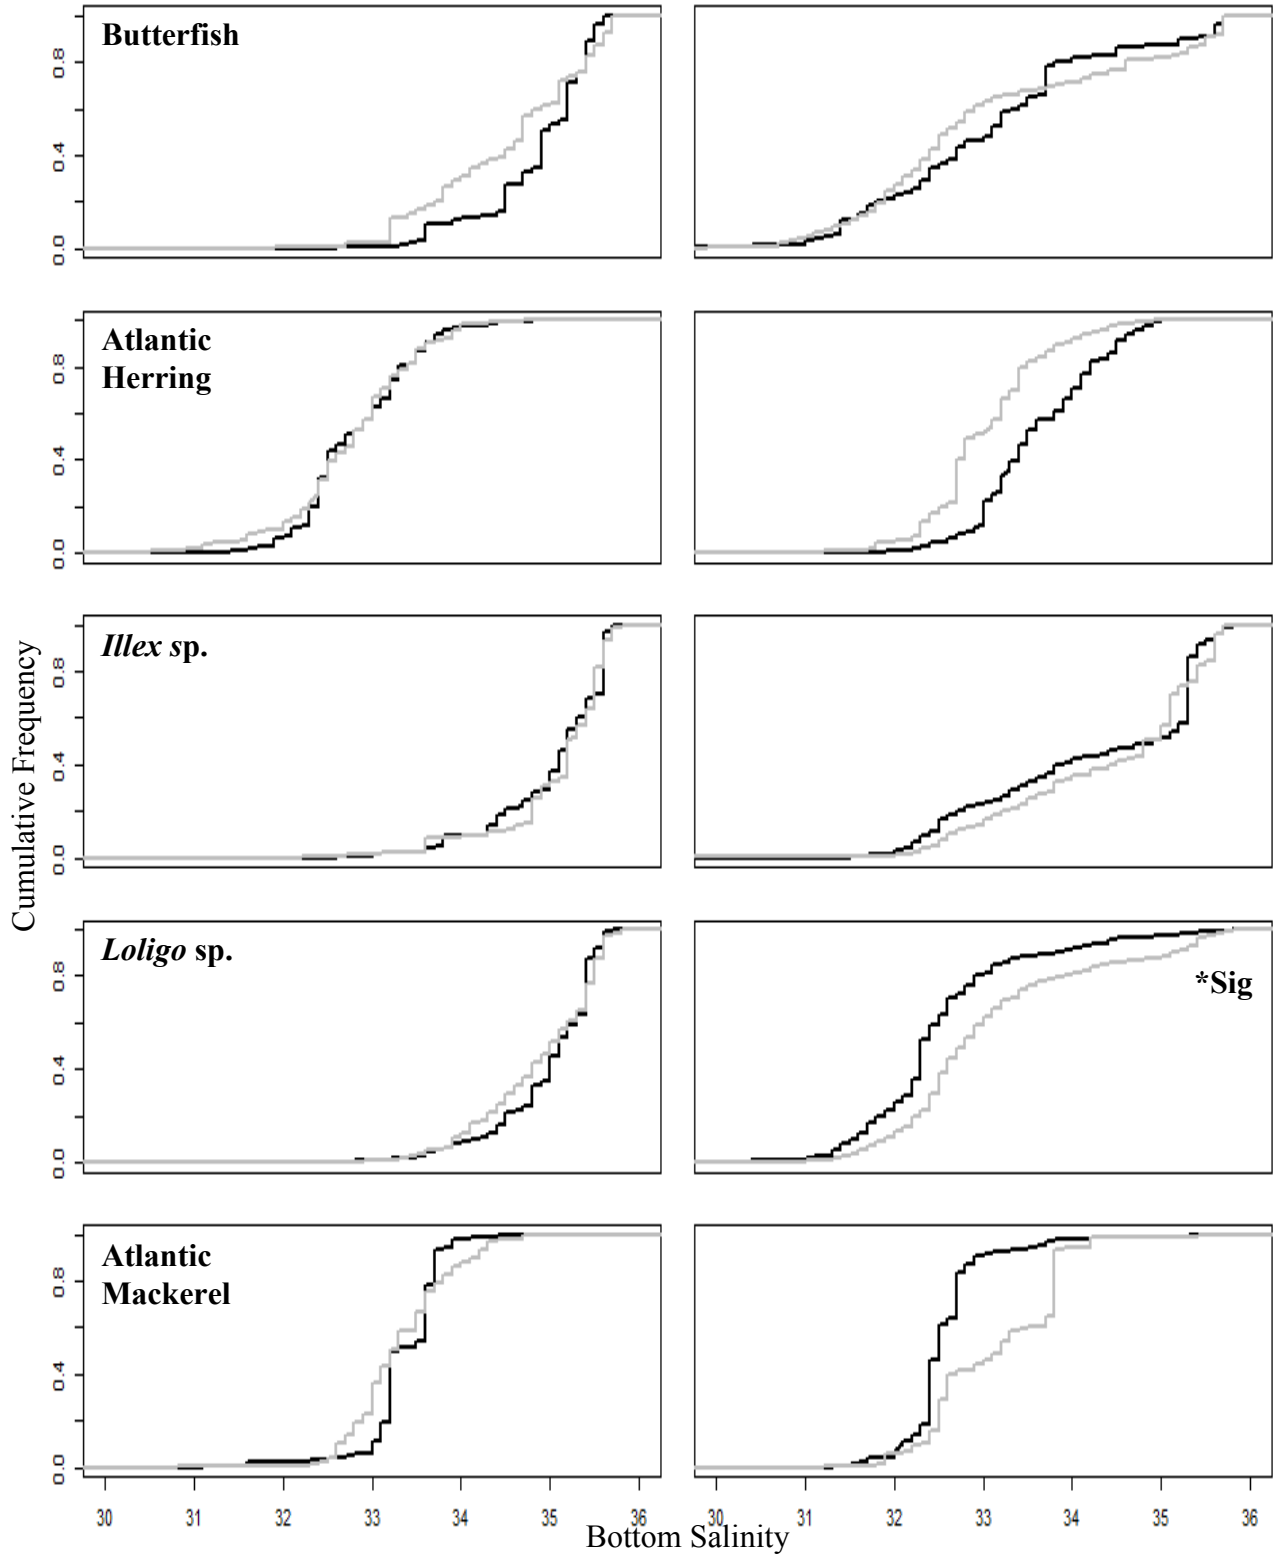 Butterfish
0.0 0.4 0.8
Atlantic
Herring
0.0 0.4 0.8
Illex sp.
0.0 0.4 0.8
Cumulative Frequency
Loligo sp.
*Sig
0.0 0.4 0.8
Atlantic
Mackerel
0.0 0.4 0.8
30 31 32 33 34 35 36 30 31 32 33 34 35 36
Bottom Salinity